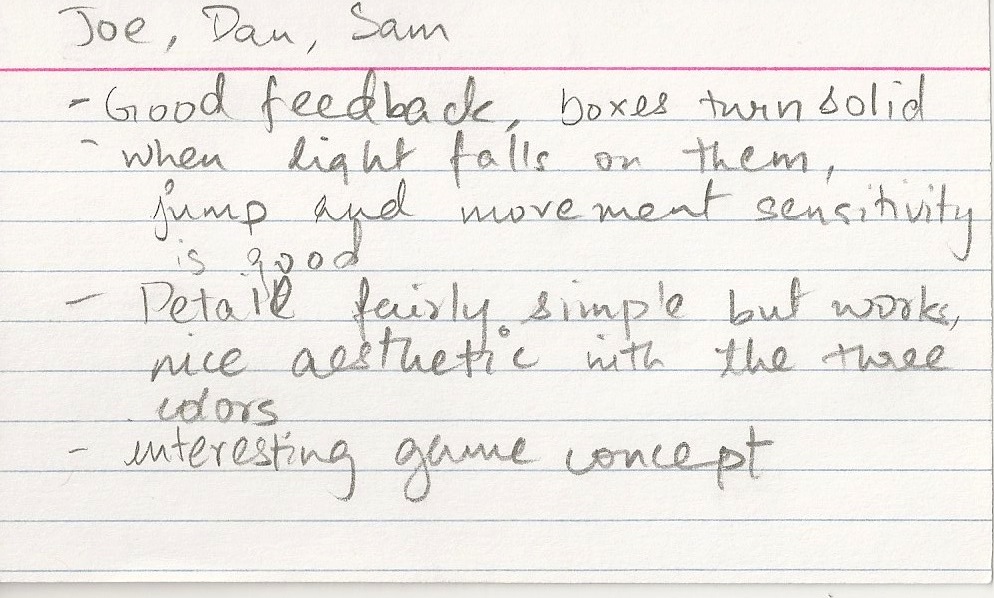 Joe, Dan, Sam
- Good feedback, boxes turn solid
- when light falls on them,
jump and movement sensitivity
is good
- Detail fairly simple but works,
nice aesthetic with the three
colors
- interesting game concept